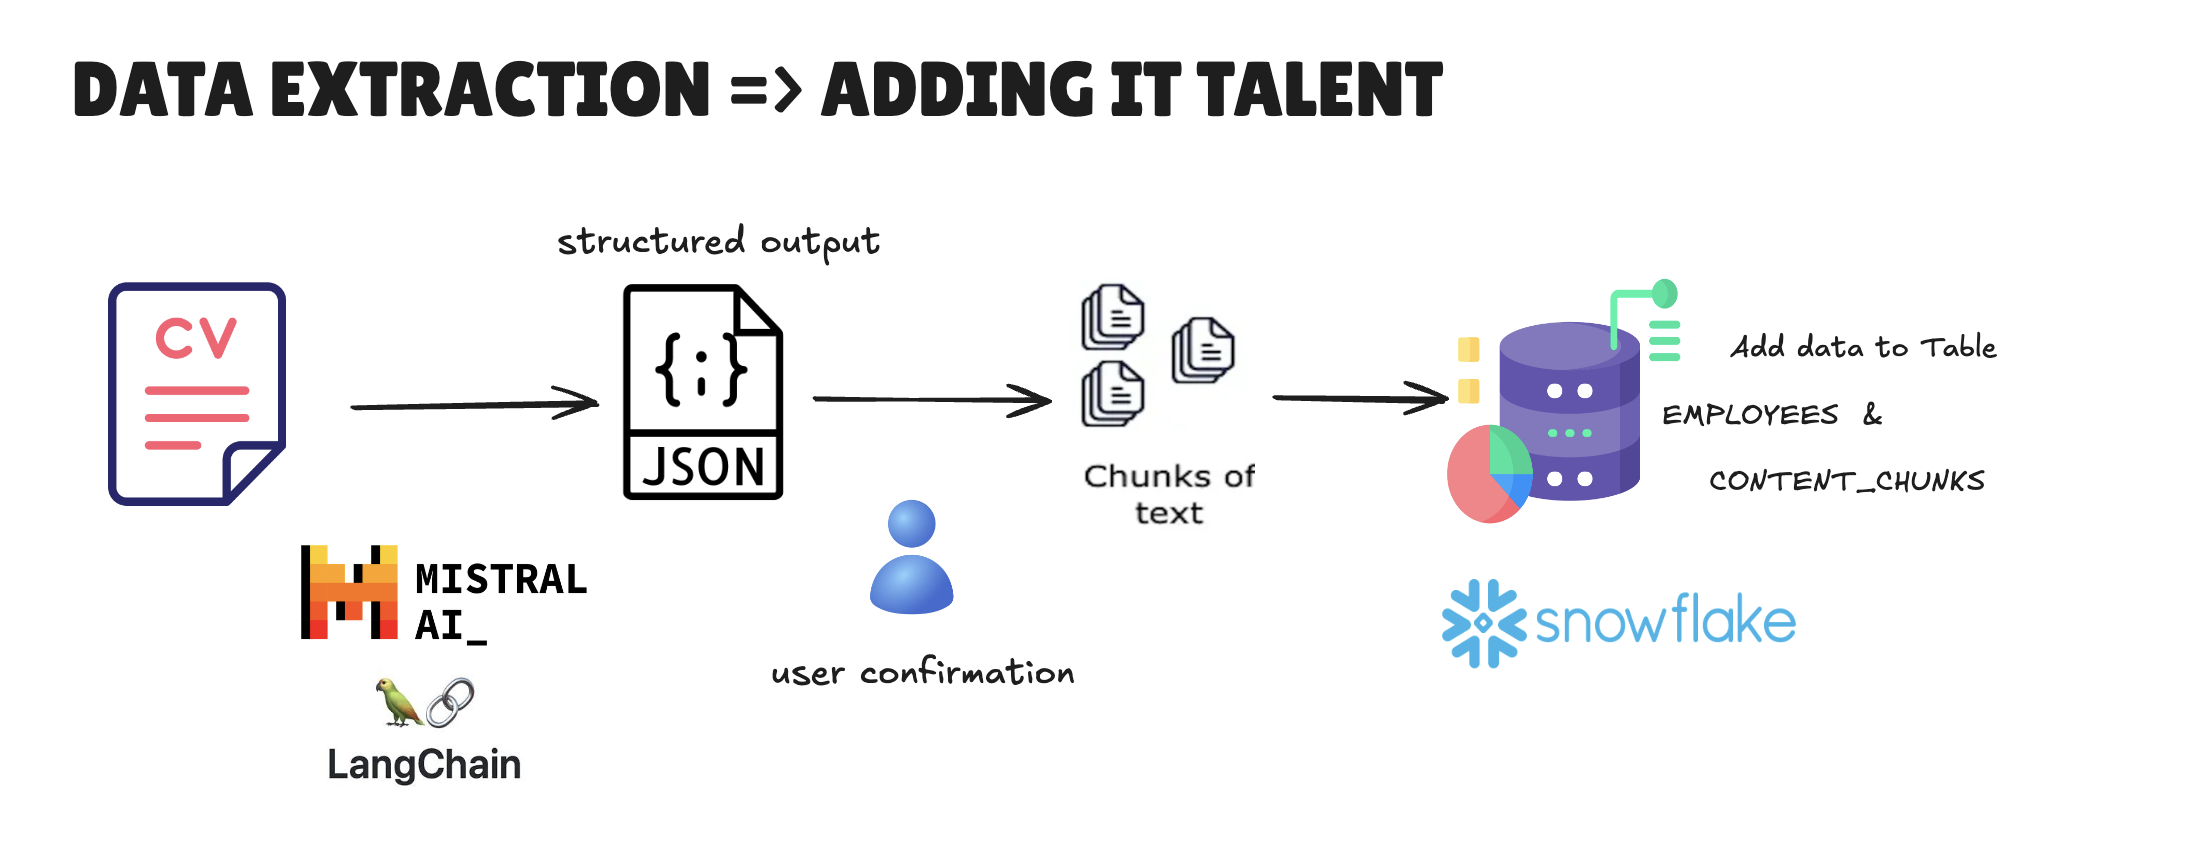 DATA EXTRACTION => ADDING IT TALENT
structured output
CV
{;}
JSON
Chunks of
text
Add data to Table
EMPLOYEES &
CONTENT_CHUNKS
MISTRAL
AI_
user confirmation
snowflake
LangChain